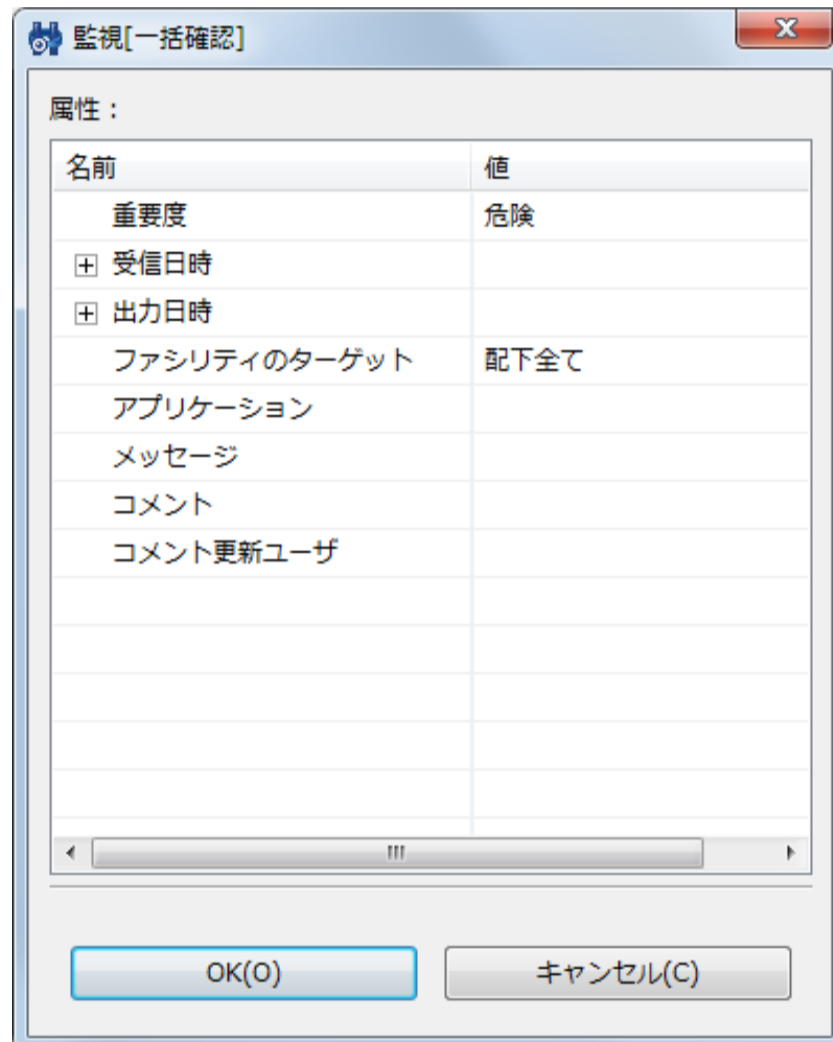 監視[一括確認]
属性：
名前 値
重要度 危険
受信日時
出力日時
ファシリティのターゲット 配下全て
アプリケーション
メッセージ
コメント
コメント更新ユーザ
OK(O) キャンセル(C)